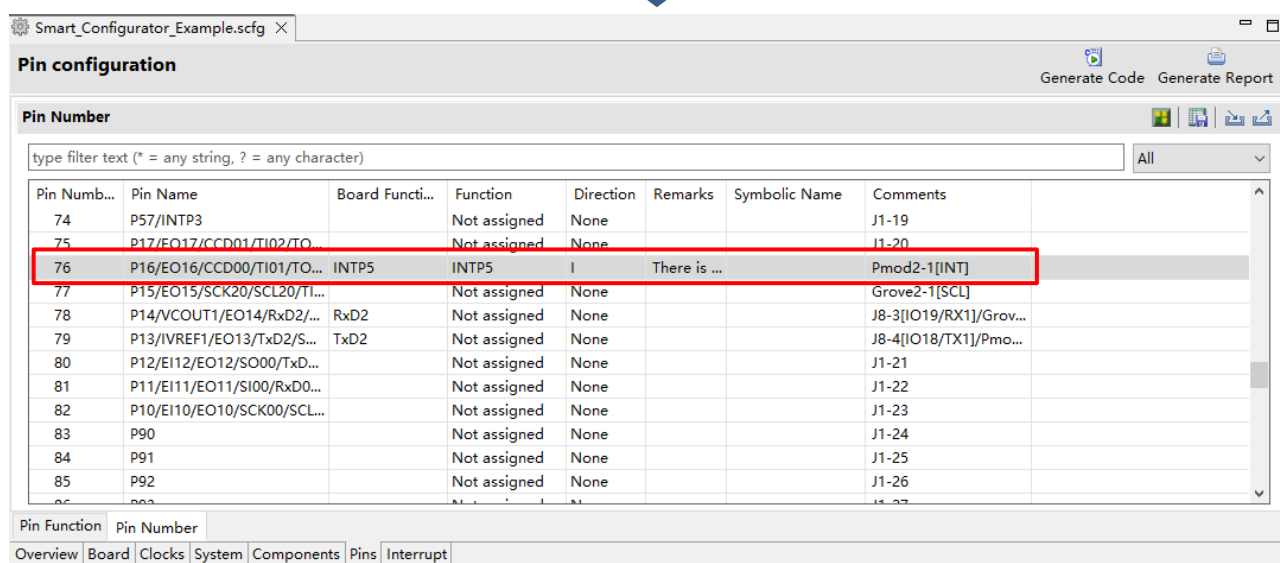 Smart_Configurator_Example.scfg
Pin configuration
Generate Code Generate Report
Pin Number
type filter text (* = any string, ? = any character) All
Pin Numb... Pin Name Board Functi... Function Direction Remarks Symbolic Name Comments
74 P57/INTP3 Not assigned None J1-19
75 P17/EO17/CCD01/TI02/TO... Not assigned None J1-20
76 P16/EO16/CCD00/TI01/TO... INTP5 INTP5 I There is ... Pmod2-1[INT]
77 P15/EO15/SCK20/SCL20/TI... Not assigned None Grove2-1[SCL]
78 P14/VCOUT1/EO14/RxD2/... RxD2 Not assigned None J8-3[IO19/RX1]/Grov...
79 P13/IVREF1/EO13/TxD2/S... TxD2 Not assigned None J8-4[IO18/TX1]/Pmo...
80 P12/EI12/EO12/SO00/TxD... Not assigned None J1-21
81 P11/EI11/EO11/SI00/RxD0... Not assigned None J1-22
82 P10/EI10/EO10/SCK00/SCL... Not assigned None J1-23
83 P90 Not assigned None J1-24
84 P91 Not assigned None J1-25
85 P92 Not assigned None J1-26
Pin Function Pin Number
Overview Board Clocks System Components Pins Interrupt